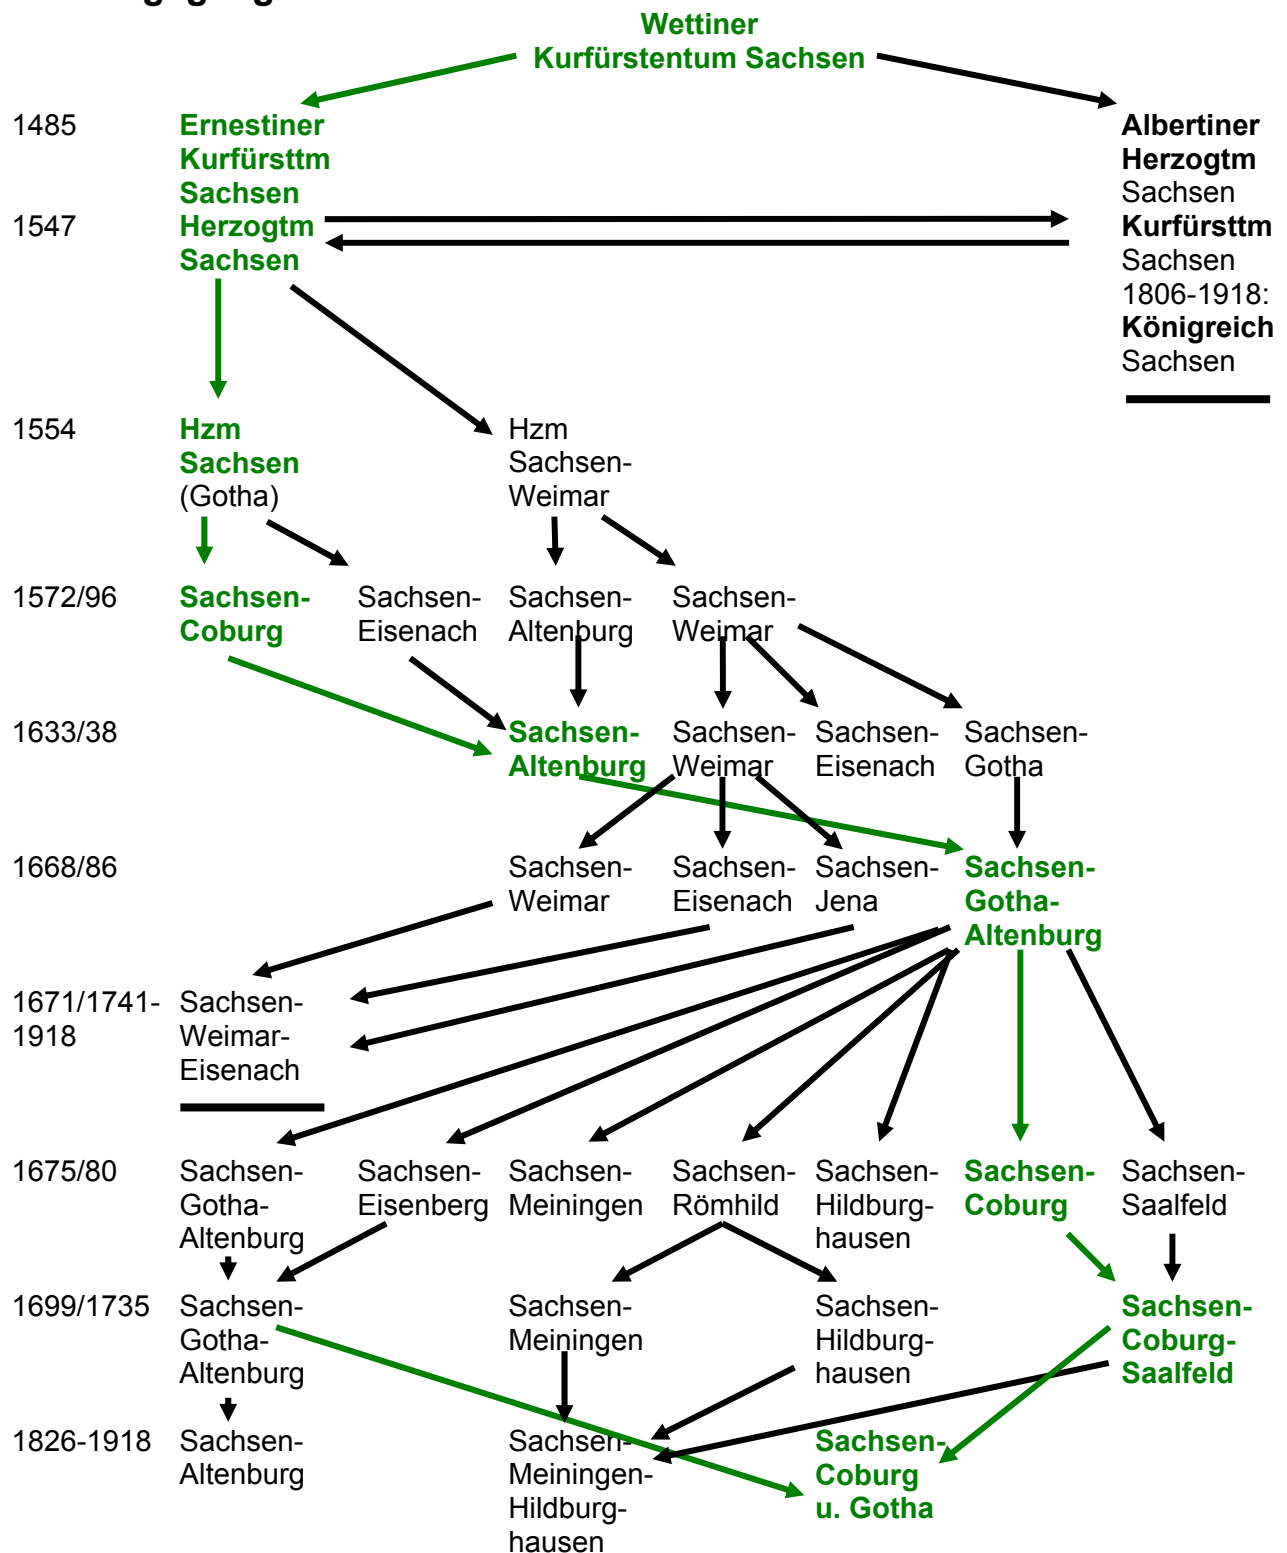 Wettiner
Kurfürstentum Sachsen
1485
Ernestiner
Kurfürsttm
Sachsen
Albertiner
Herzogtm
Sachsen
1547
Herzogtm
Sachsen
Kurfürsttm
Sachsen
1806-1918:
Königreich
Sachsen
1554
Hzm
Sachsen
(Gotha)
Hzm
Sachsen-
Weimar
1572/96
Sachsen-
Coburg
Sachsen-
Eisenach
Sachsen-
Altenburg
Sachsen-
Weimar
1633/38
Sachsen-
Altenburg
Sachsen-
Weimar
Sachsen-
Eisenach
Sachsen-
Gotha
1668/86
Sachsen-
Weimar
Sachsen-
Eisenach
Sachsen-
Jena
Sachsen-
Gotha-
Altenburg
1671/1741-
1918
Sachsen-
Weimar-
Eisenach
1675/80
Sachsen-
Gotha-
Altenburg
Sachsen-
Eisenberg
Sachsen-
Meiningen
Sachsen-
Römhild
Sachsen-
Hildburg-
hausen
Sachsen-
Coburg
Sachsen-
Saalfeld
1699/1735
Sachsen-
Gotha-
Altenburg
Sachsen-
Meiningen
Sachsen-
Hildburg-
hausen
Sachsen-
Coburg-
Saalfeld
1826-1918
Sachsen-
Altenburg
Sachsen-
Meiningen-
Hildburg-
hausen
Sachsen-
Coburg
u. Gotha